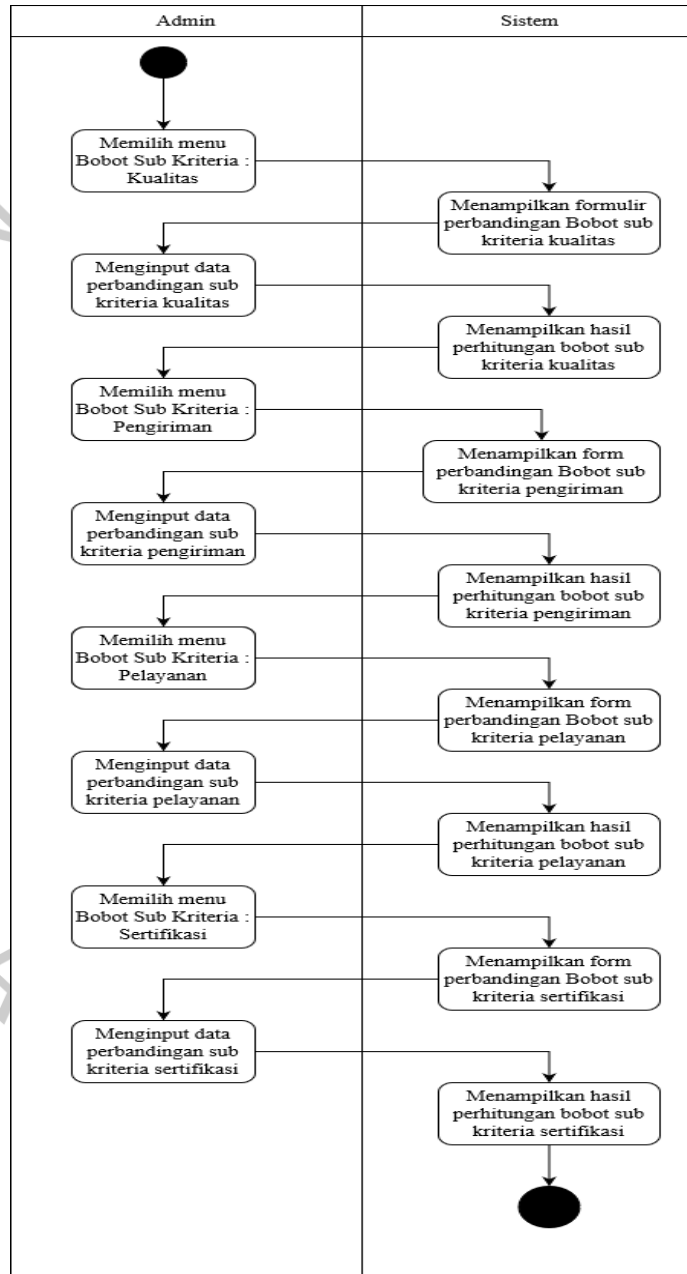 Admin
Sistem
Memilih menu
Bobot Sub Kriteria :
Kualitas
Menampilkan formulir
perbandingan Bobot sub
kriteria kualitas
Menginput data
perbandingan sub
kriteria kualitas
Menampilkan hasil
perhitungan bobot sub
kriteria kualitas
Memilih menu
Bobot Sub Kriteria :
Pengiriman
Menampilkan form
perbandingan Bobot sub
kriteria pengiriman
Menginput data
perbandingan sub
kriteria pengiriman
Menampilkan hasil
perhitungan bobot sub
kriteria pengiriman
Memilih menu
Bobot Sub Kriteria :
Pelayanan
Menampilkan form
perbandingan Bobot sub
kriteria pelayanan
Menginput data
perbandingan sub
kriteria pelayanan
Menampilkan hasil
perhitungan bobot sub
kriteria pelayanan
Memilih menu
Bobot Sub Kriteria :
Sertifikasi
Menampilkan form
perbandingan Bobot sub
kriteria sertifikasi
Menginput data
perbandingan sub
kriteria sertifikasi
Menampilkan hasil
perhitungan bobot sub
kriteria sertifikasi